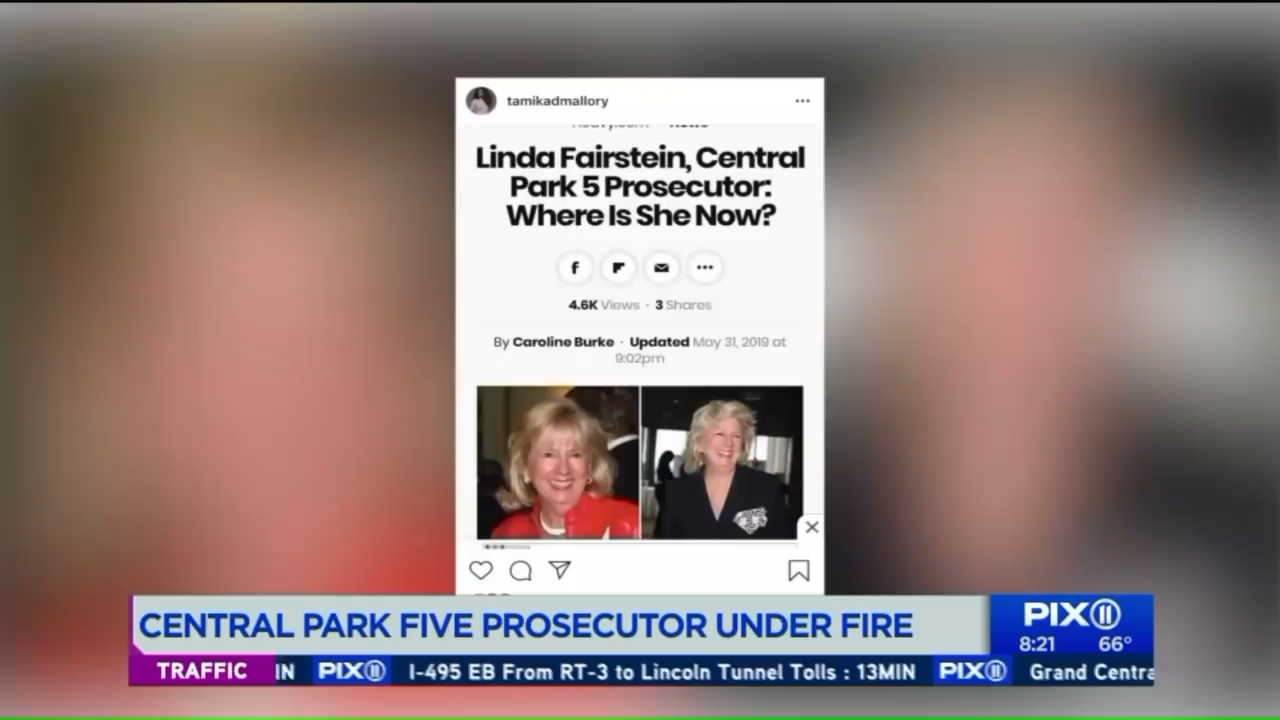 tamikadmallory
Linda Fairstein, Central
Park 5 Prosecutor:
Where Is She Now?
4.6K Views · 3 Shares
By Caroline Burke · Updated May 31, 2019 at
9:02pm
CENTRAL PARK FIVE PROSECUTOR UNDER FIRE
PIX11
8:21 66°
TRAFFIC IN PIX11 I-495 EB From RT-3 to Lincoln Tunnel Tolls : 13MIN PIX11 Grand Centra